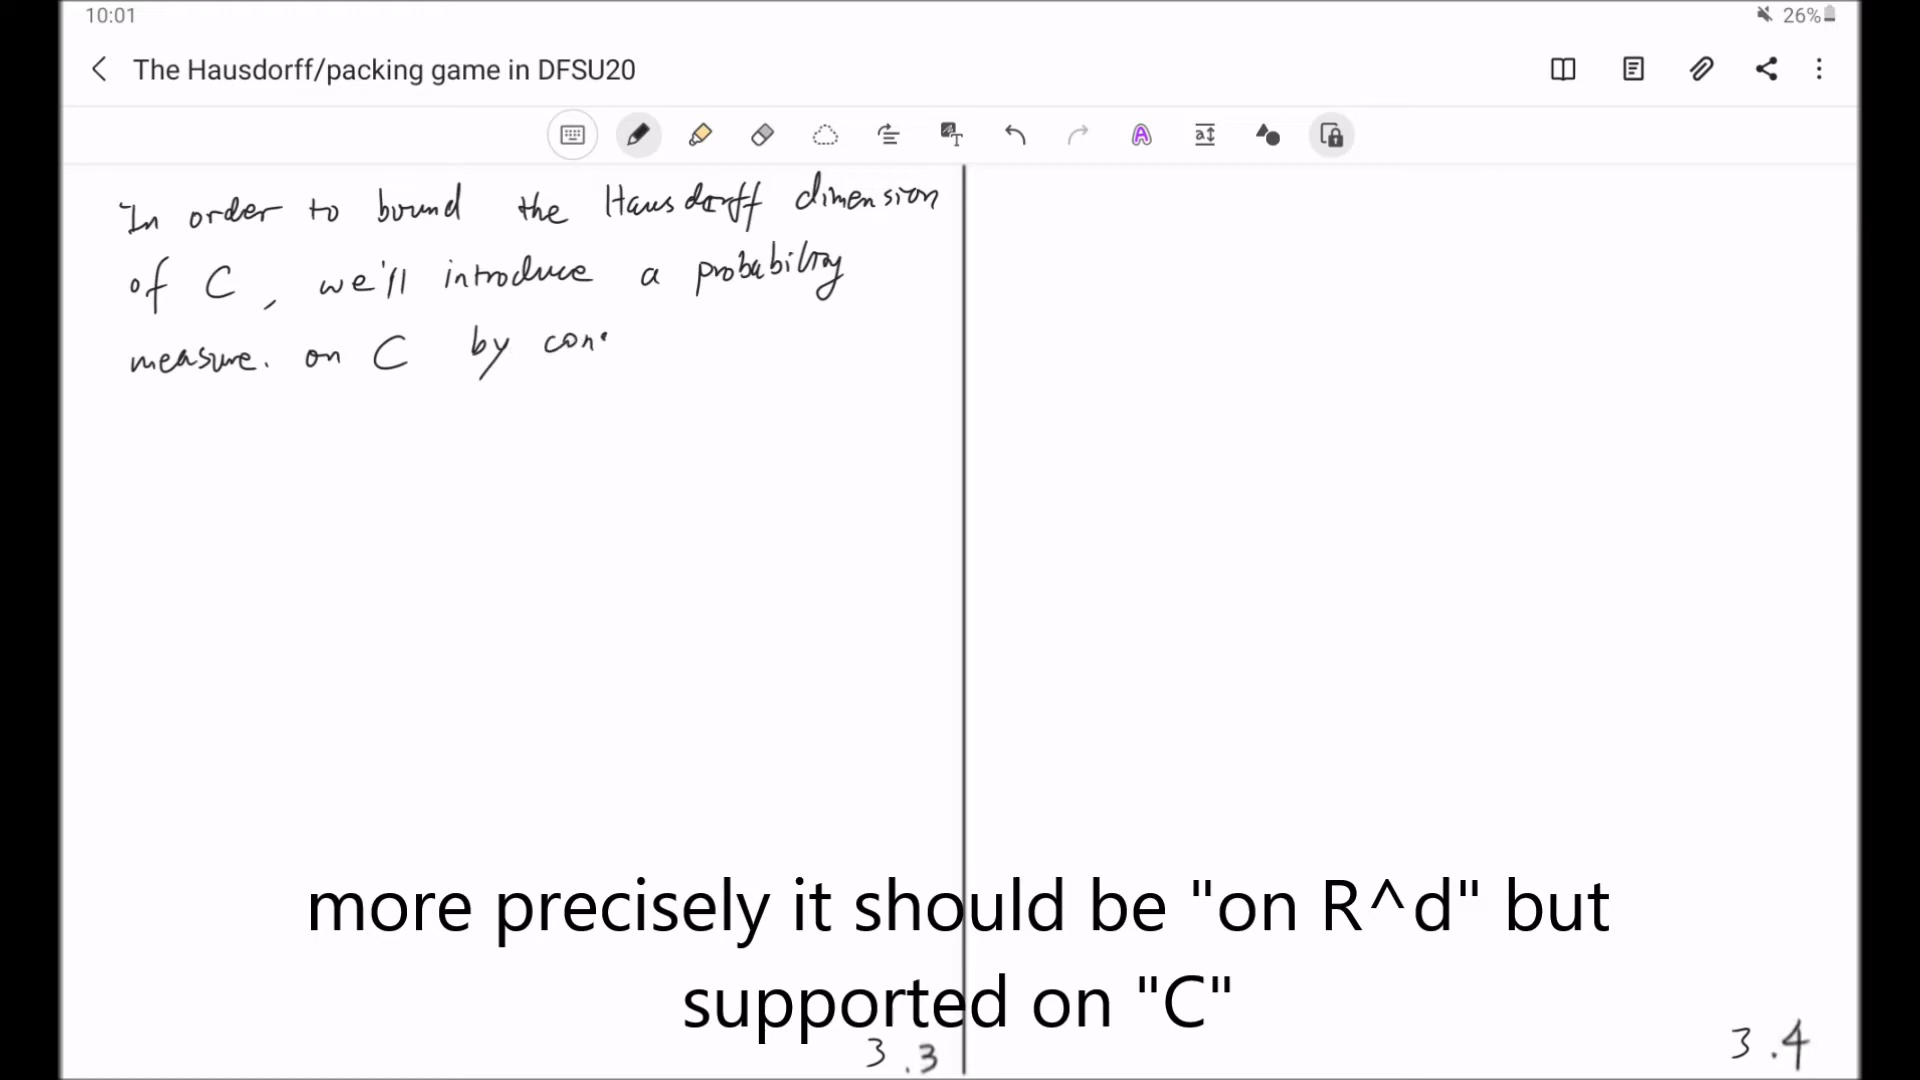 10:01
26%
The Hausdorff/packing game in DFSU20
In order to bound the Hausdorff dimension
of C, we'll introduce a probability
measure. on C by con
more precisely it should be "on R^d" but
supported on "C"
3.3
3.4